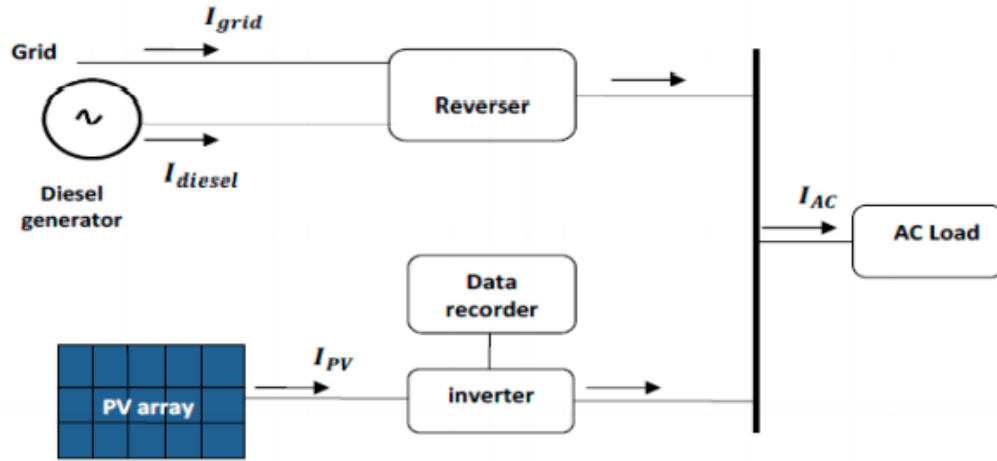 I_grid
Grid
Reverser
I_diesel
Diesel
generator
I_AC
AC Load
Data
recorder
I_PV
PV array
inverter